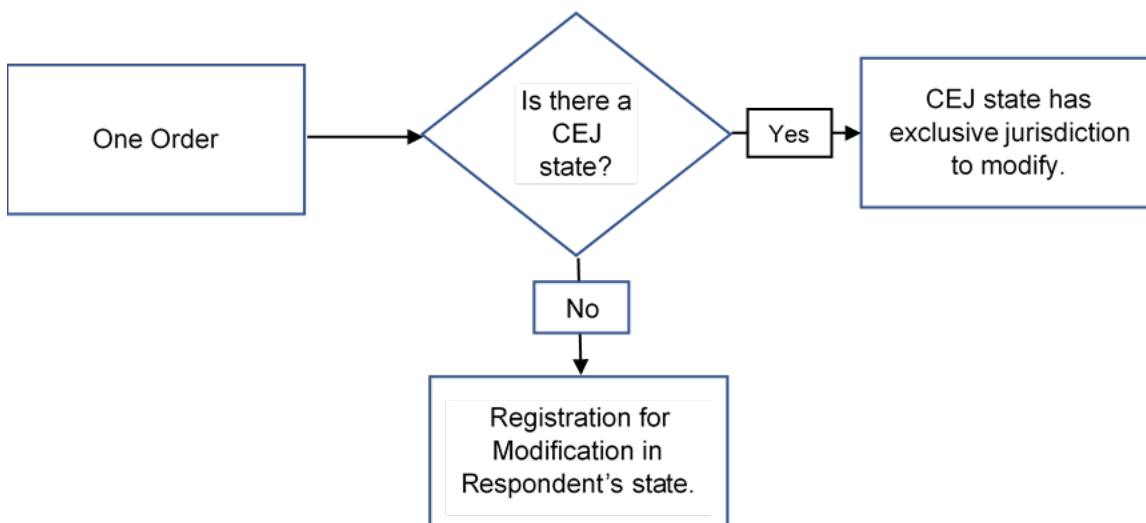 One Order
Is there a
CEJ
state?
Yes
CEJ state has
exclusive jurisdiction
to modify.
No
Registration for
Modification in
Respondent’s state.